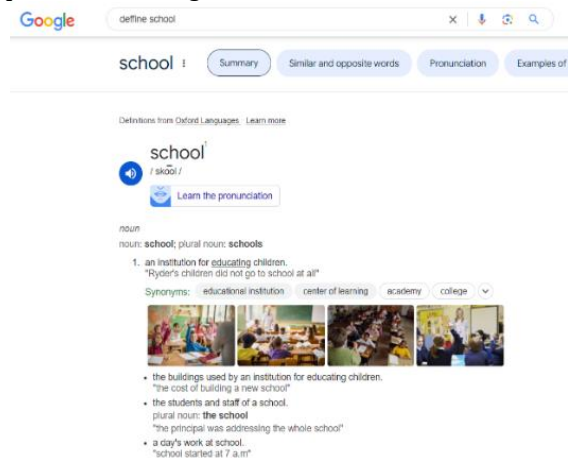 Google
define school
school
Summary
Similar and opposite words
Pronunciation
Examples of
Definitions from Oxford Languages · Learn more
school¹
/ skōol /
Learn the pronunciation
noun
noun: school; plural noun: schools
1. an institution for educating children.
"Ryder's children did not go to school at all"
Synonyms: educational institution center of learning academy college
• the buildings used by an institution for educating children.
"the cost of building a new school"
• the students and staff of a school.
plural noun: the school
"the principal was addressing the whole school"
• a day's work at school.
"school started at 7 a.m"